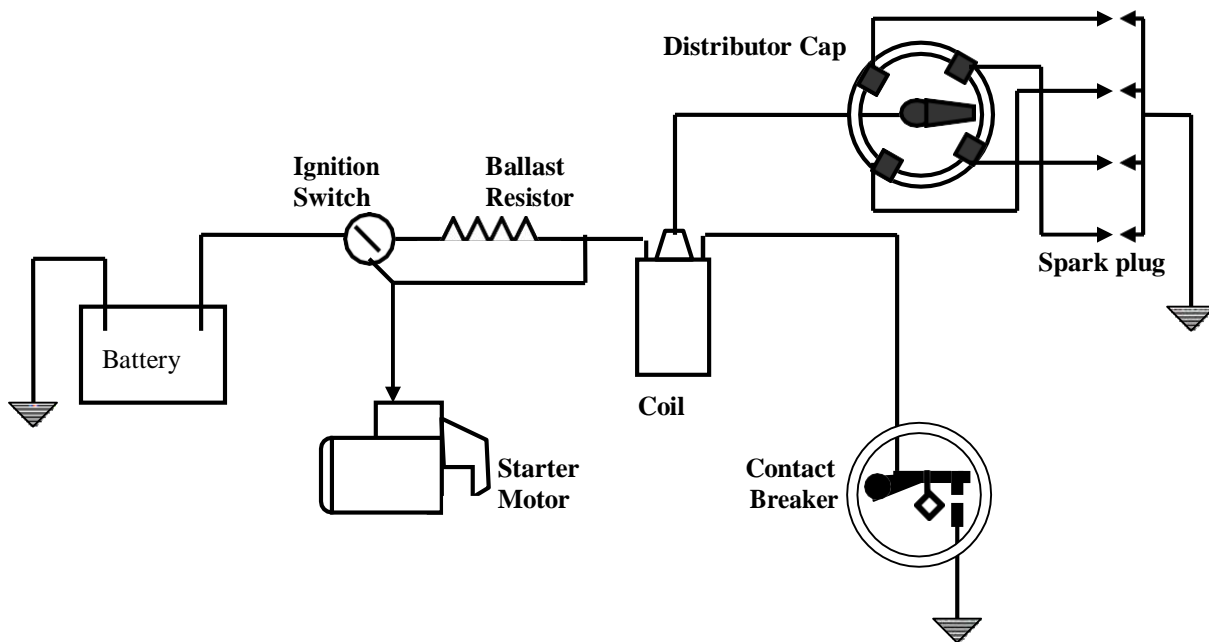 Distributor Cap
Ignition
Switch
Ballast
Resistor
Spark plug
Battery
Coil
Starter
Motor
Contact
Breaker